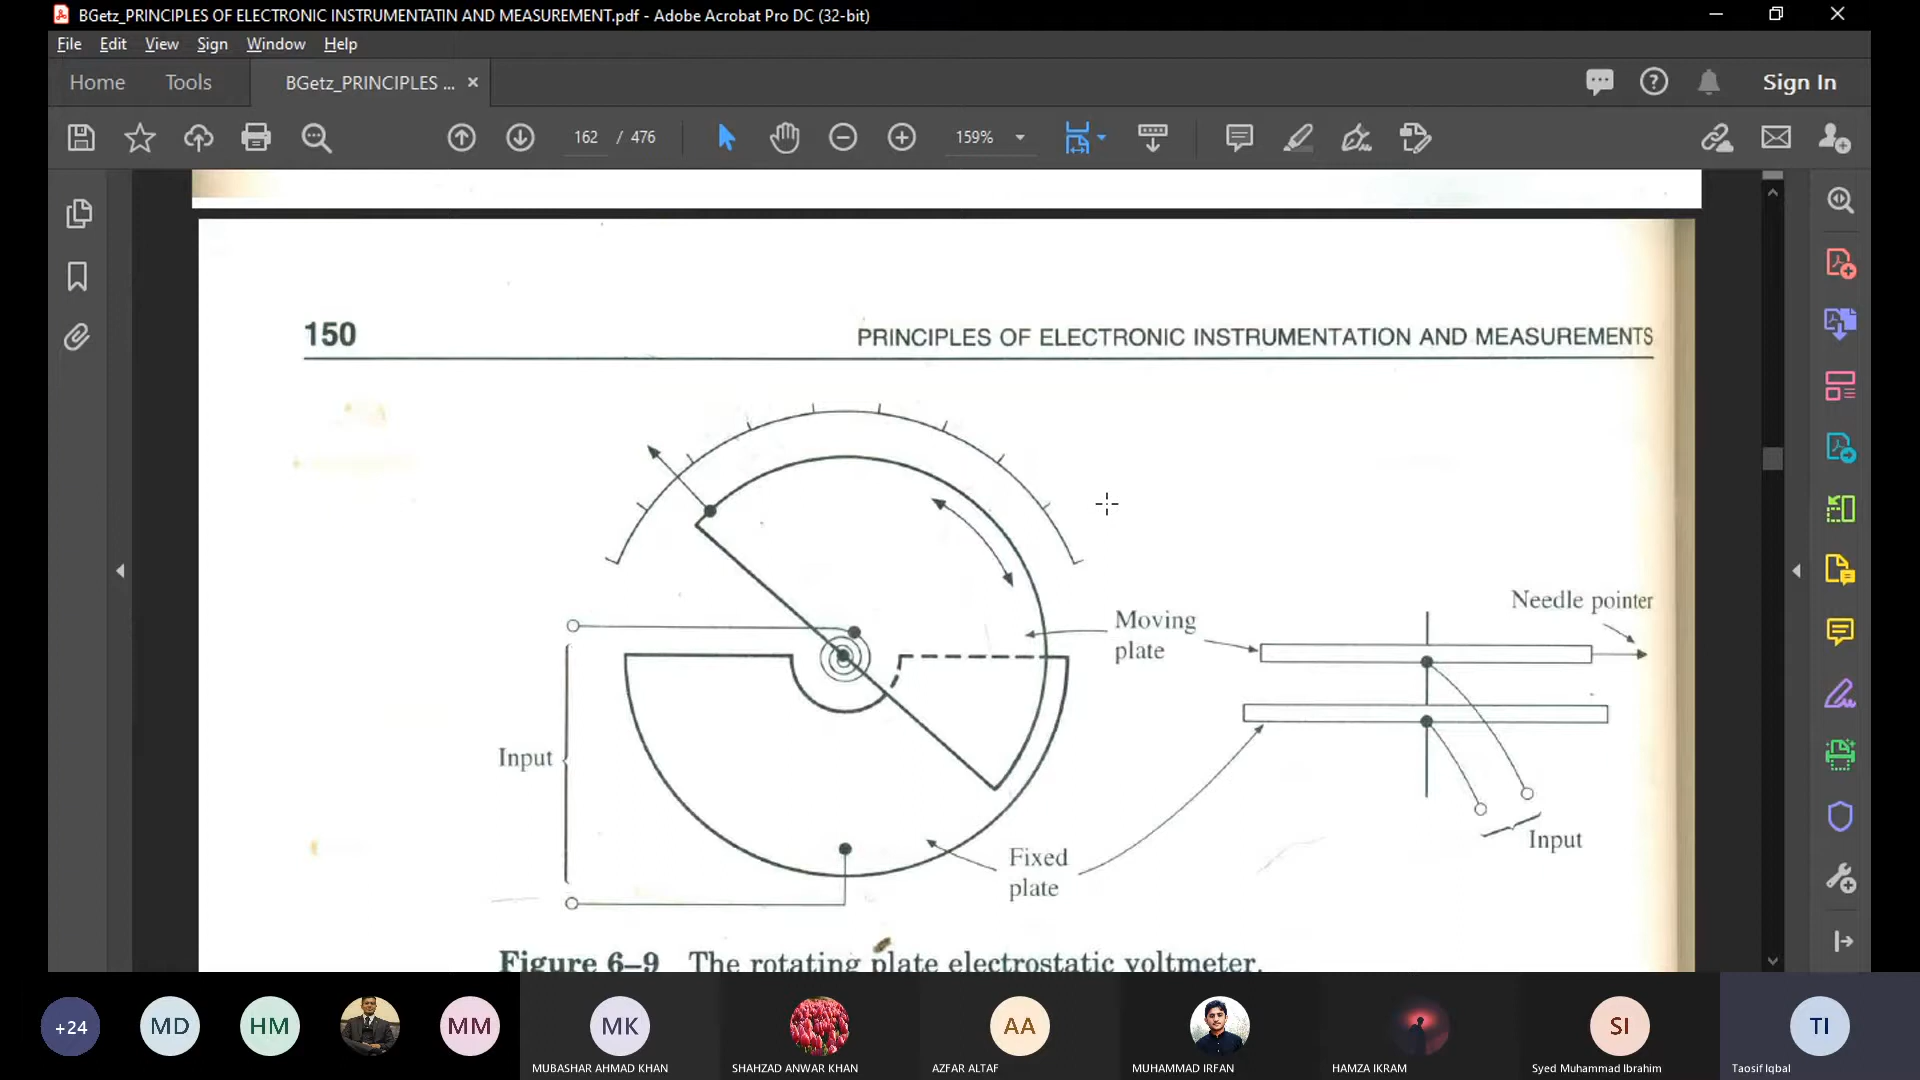 BGetz_PRINCIPLES OF ELECTRONIC INSTRUMENTATIN AND MEASUREMENT.pdf - Adobe Acrobat Pro DC (32-bit)
File Edit View Sign Window Help
Home Tools BGetz_PRINCIPLES ... × Sign In
162 / 476 159%
150 PRINCIPLES OF ELECTRONIC INSTRUMENTATION AND MEASUREMENTS
Needle pointer
Moving
plate
Input
Input
Fixed
plate
Figure 6–9 The rotating plate electrostatic voltmeter.
+24 MD HM MM MK AA SI TI
MUBASHAR AHMAD KHAN SHAHZAD ANWAR KHAN AZFAR ALTAF MUHAMMAD IRFAN HAMZA IKRAM Syed Muhammad Ibrahim Taosif Iqbal